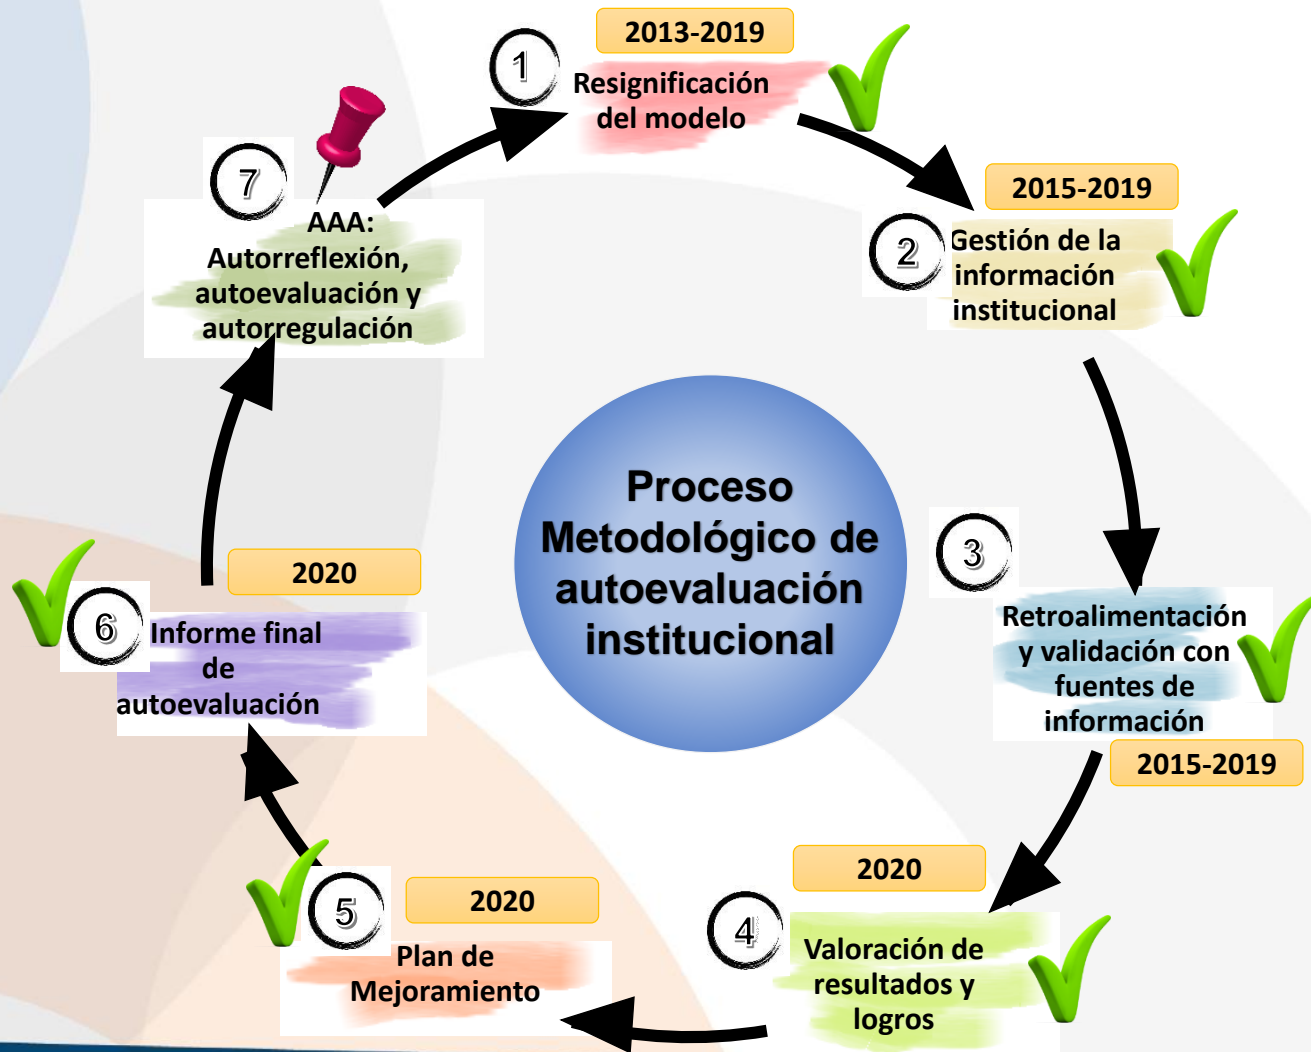 2013-2019
1
Resignificación
del modelo
2015-2019
2
Gestión de la
información
institucional
3
Retroalimentación
y validación con
fuentes de
información
2015-2019
2020
4
Valoración de
resultados y
logros
2020
5
Plan de
Mejoramiento
2020
6
Informe final
de
autoevaluación
7
AAA:
Autorreflexión,
autoevaluación y
autorregulación
Proceso
Metodológico de
autoevaluación
institucional